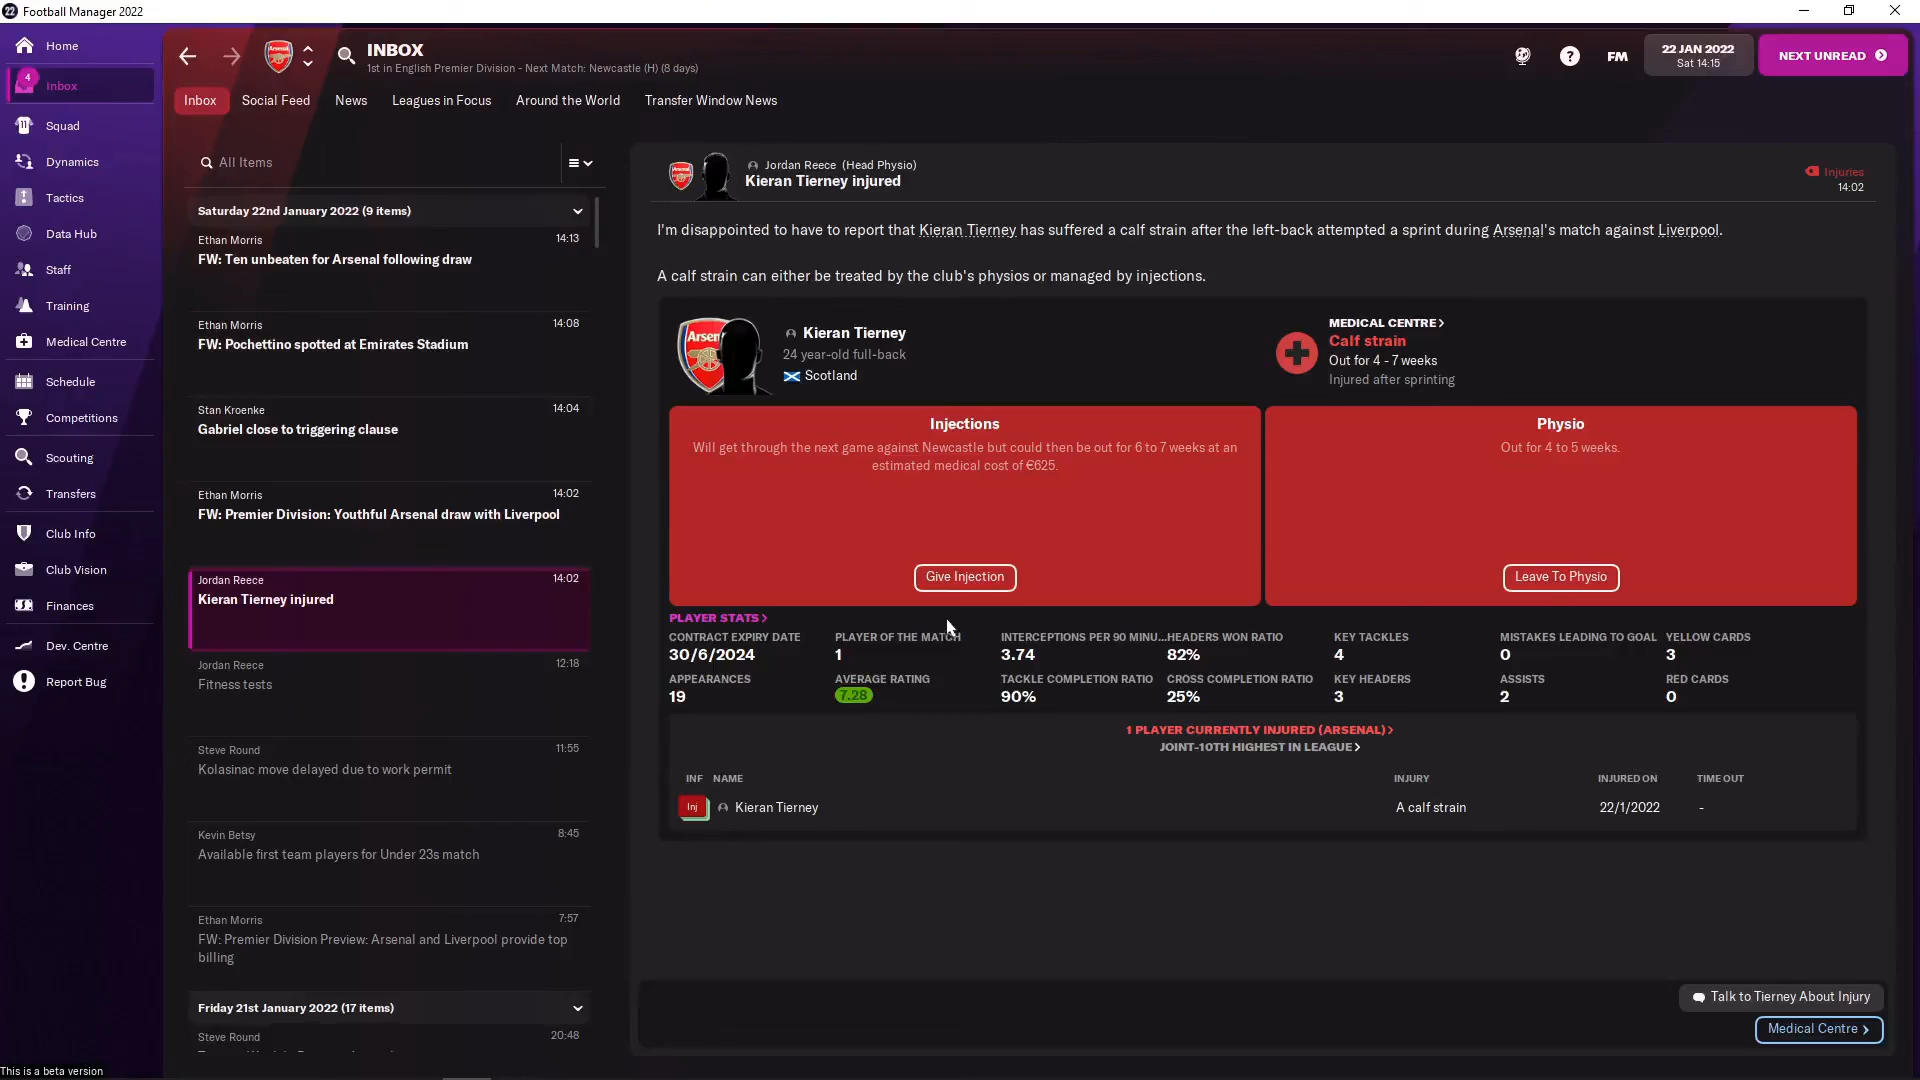 Football Manager 2022
Home
4
Inbox
Squad
Dynamics
Tactics
Data Hub
Staff
Training
Medical Centre
Schedule
Competitions
Scouting
Transfers
Club Info
Club Vision
Finances
Dev. Centre
Report Bug
This is a beta version
INBOX
1st in English Premier Division - Next Match: Newcastle (H) (8 days)
FM
22 JAN 2022
Sat 14:15
NEXT UNREAD
Inbox Social Feed News Leagues in Focus Around the World Transfer Window News
All Items
Saturday 22nd January 2022 (9 items)
Ethan Morris 14:13
FW: Ten unbeaten for Arsenal following draw
Ethan Morris 14:08
FW: Pochettino spotted at Emirates Stadium
Stan Kroenke 14:04
Gabriel close to triggering clause
Ethan Morris 14:02
FW: Premier Division: Youthful Arsenal draw with Liverpool
Jordan Reece 14:02
Kieran Tierney injured
Jordan Reece 12:18
Fitness tests
Steve Round 11:55
Kolasinac move delayed due to work permit
Kevin Betsy 8:45
Available first team players for Under 23s match
Ethan Morris 7:57
FW: Premier Division Preview: Arsenal and Liverpool provide top
billing
Friday 21st January 2022 (17 items)
Steve Round 20:48
Jordan Reece (Head Physio)
Kieran Tierney injured
Injuries
14:02
I'm disappointed to have to report that Kieran Tierney has suffered a calf strain after the left-back attempted a sprint during Arsenal's match against Liverpool.
A calf strain can either be treated by the club's physios or managed by injections.
Kieran Tierney
24 year-old full-back
Scotland
MEDICAL CENTRE>
Calf strain
Out for 4 - 7 weeks
Injured after sprinting
Injections
Will get through the next game against Newcastle but could then be out for 6 to 7 weeks at an
estimated medical cost of €625.
Give Injection
Physio
Out for 4 to 5 weeks.
Leave To Physio
PLAYER STATS >
CONTRACT EXPIRY DATE PLAYER OF THE MATCH INTERCEPTIONS PER 90 MINU... HEADERS WON RATIO KEY TACKLES MISTAKES LEADING TO GOAL YELLOW CARDS
30/6/2024 1 3.74 82% 4 0 3
APPEARANCES AVERAGE RATING TACKLE COMPLETION RATIO CROSS COMPLETION RATIO KEY HEADERS ASSISTS RED CARDS
19 7.28 90% 25% 3 2 0
1 PLAYER CURRENTLY INJURED (ARSENAL)>
JOINT-10TH HIGHEST IN LEAGUE>
INF NAME INJURY INJURED ON TIME OUT
Inj Kieran Tierney A calf strain 22/1/2022 -
Talk to Tierney About Injury
Medical Centre >